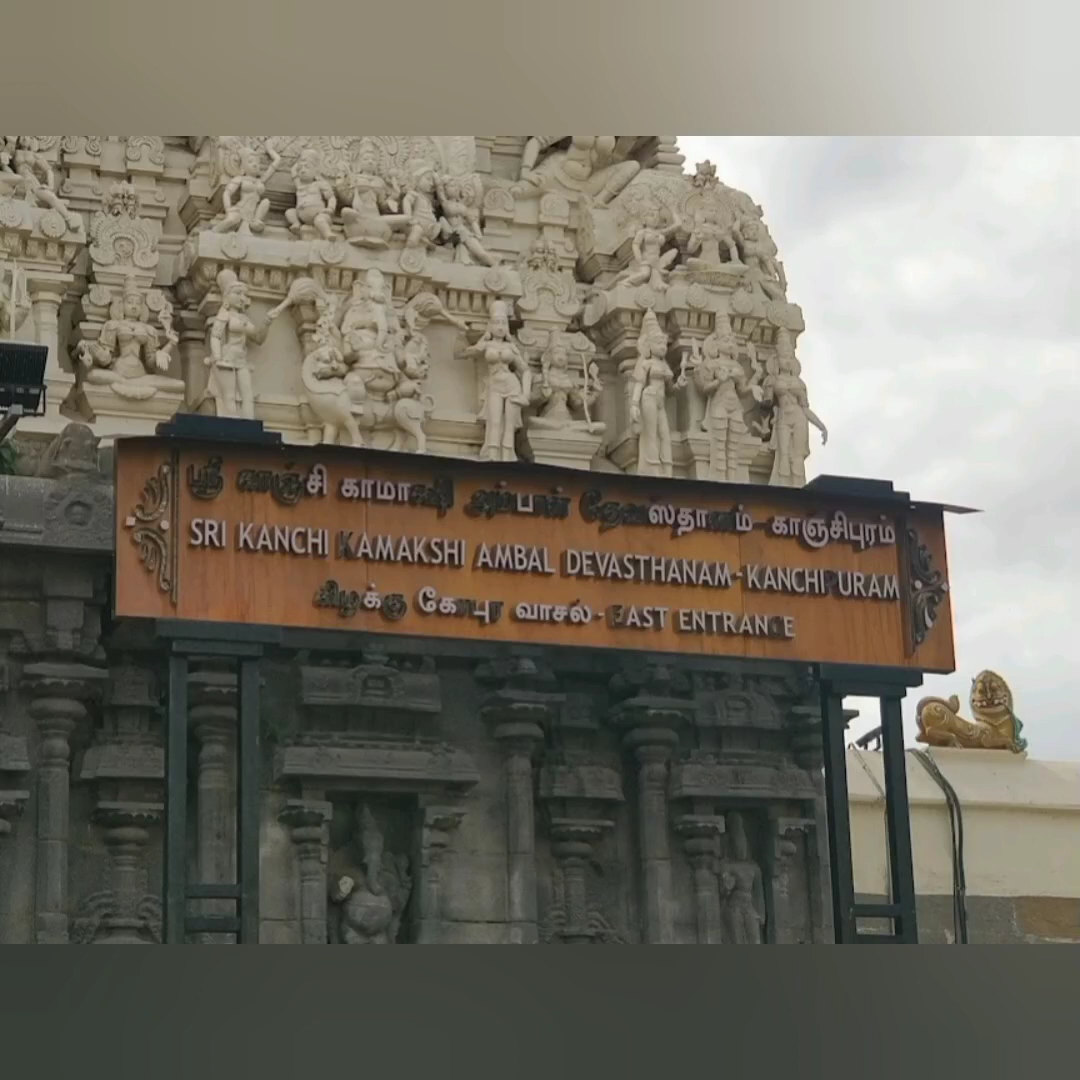 ஸ்ரீ காஞ்சி காமாக்ஷி அம்பாள் தேவஸ்தானம் காஞ்சிபுரம்
SRI KANCHI KAMAKSHI AMBAL DEVASTHANAM-KANCHIPURAM
கிழக்கு கோபுர வாசல் - EAST ENTRANCE